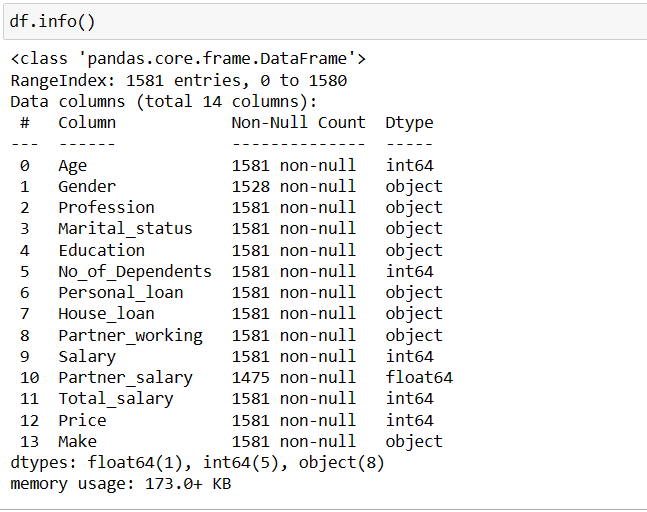 df.info()
<class 'pandas.core.frame.DataFrame'>
RangeIndex: 1581 entries, 0 to 1580
Data columns (total 14 columns):
 #   Column            Non-Null Count  Dtype
---  ------            --------------  -----
 0   Age               1581 non-null   int64
 1   Gender            1528 non-null   object
 2   Profession        1581 non-null   object
 3   Marital_status    1581 non-null   object
 4   Education         1581 non-null   object
 5   No_of_Dependents  1581 non-null   int64
 6   Personal_loan     1581 non-null   object
 7   House_loan        1581 non-null   object
 8   Partner_working   1581 non-null   object
 9   Salary            1581 non-null   int64
 10  Partner_salary    1475 non-null   float64
 11  Total_salary      1581 non-null   int64
 12  Price             1581 non-null   int64
 13  Make              1581 non-null   object
dtypes: float64(1), int64(5), object(8)
memory usage: 173.0+ KB